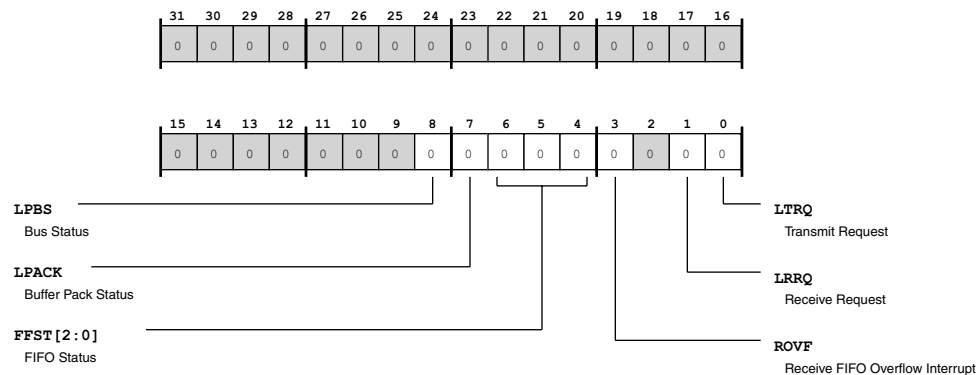 31 30 29 28 27 26 25 24 23 22 21 20 19 18 17 16
0 0 0 0 0 0 0 0 0 0 0 0 0 0 0 0
15 14 13 12 11 10 9 8 7 6 5 4 3 2 1 0
0 0 0 0 0 0 0 0 0 0 0 0 0 0 0 0
LPBS
Bus Status
LPACK
Buffer Pack Status
FFST[2:0]
FIFO Status
LTRQ
Transmit Request
LRRQ
Receive Request
ROVF
Receive FIFO Overflow Interrupt